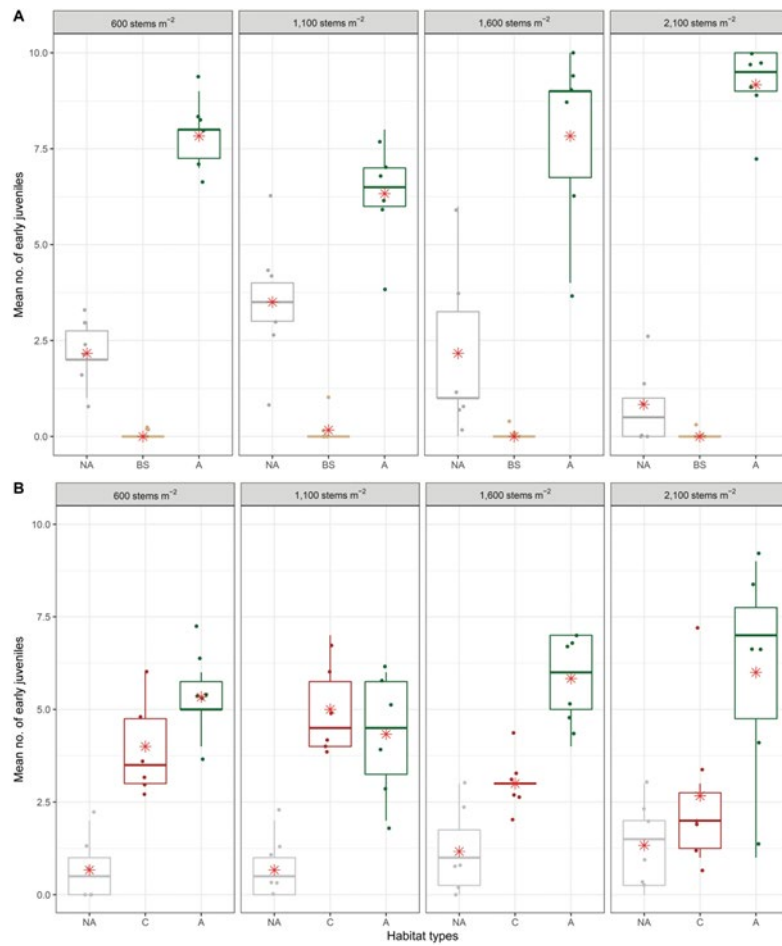 A
600 stems m⁻² 1,100 stems m⁻² 1,600 stems m⁻² 2,100 stems m⁻²
10.0
7.5
5.0
2.5
0.0
Mean no. of early juveniles
NA BS A NA BS A NA BS A NA BS A
B
600 stems m⁻² 1,100 stems m⁻² 1,600 stems m⁻² 2,100 stems m⁻²
10.0
7.5
5.0
2.5
0.0
Mean no. of early juveniles
NA C A NA C A NA C A NA C A
Habitat types